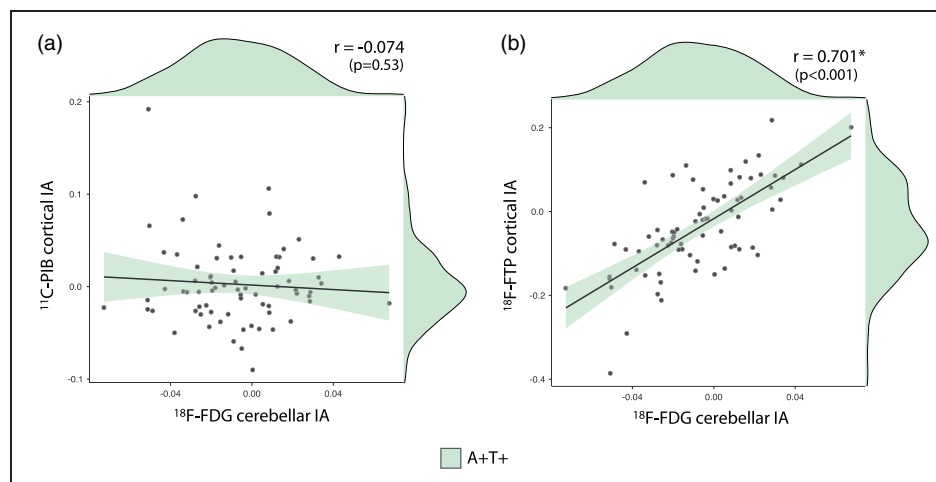 (a)
r = -0.074
(p=0.53)
0.2
0.1
0.0
-0.1
¹¹C-PIB cortical IA
-0.04
0.00
0.04
¹⁸F-FDG cerebellar IA
(b)
r = 0.701*
(p<0.001)
0.2
0.0
-0.2
-0.4
¹⁸F-FTP cortical IA
-0.04
0.00
0.04
¹⁸F-FDG cerebellar IA
A+T+